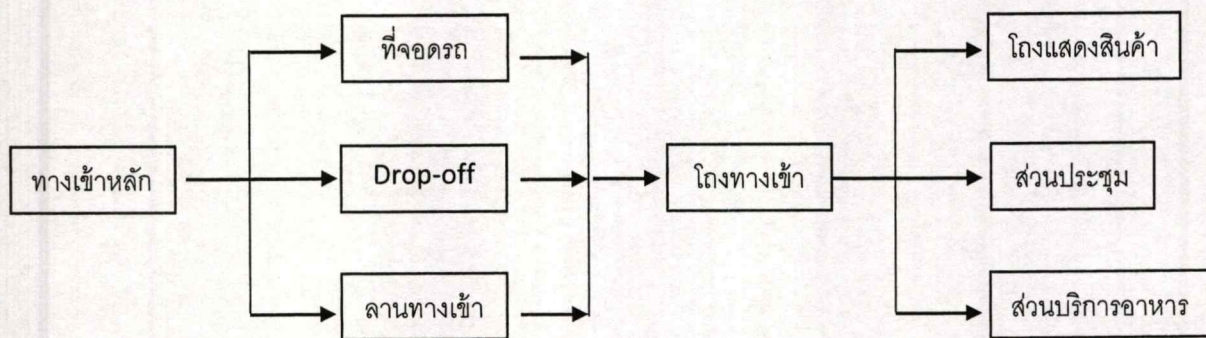 ที่จอดรถ
โถงแสดงสินค้า
ทางเข้าหลัก
Drop-off
โถงทางเข้า
ส่วนประชุม
ลานทางเข้า
ส่วนบริการอาหาร